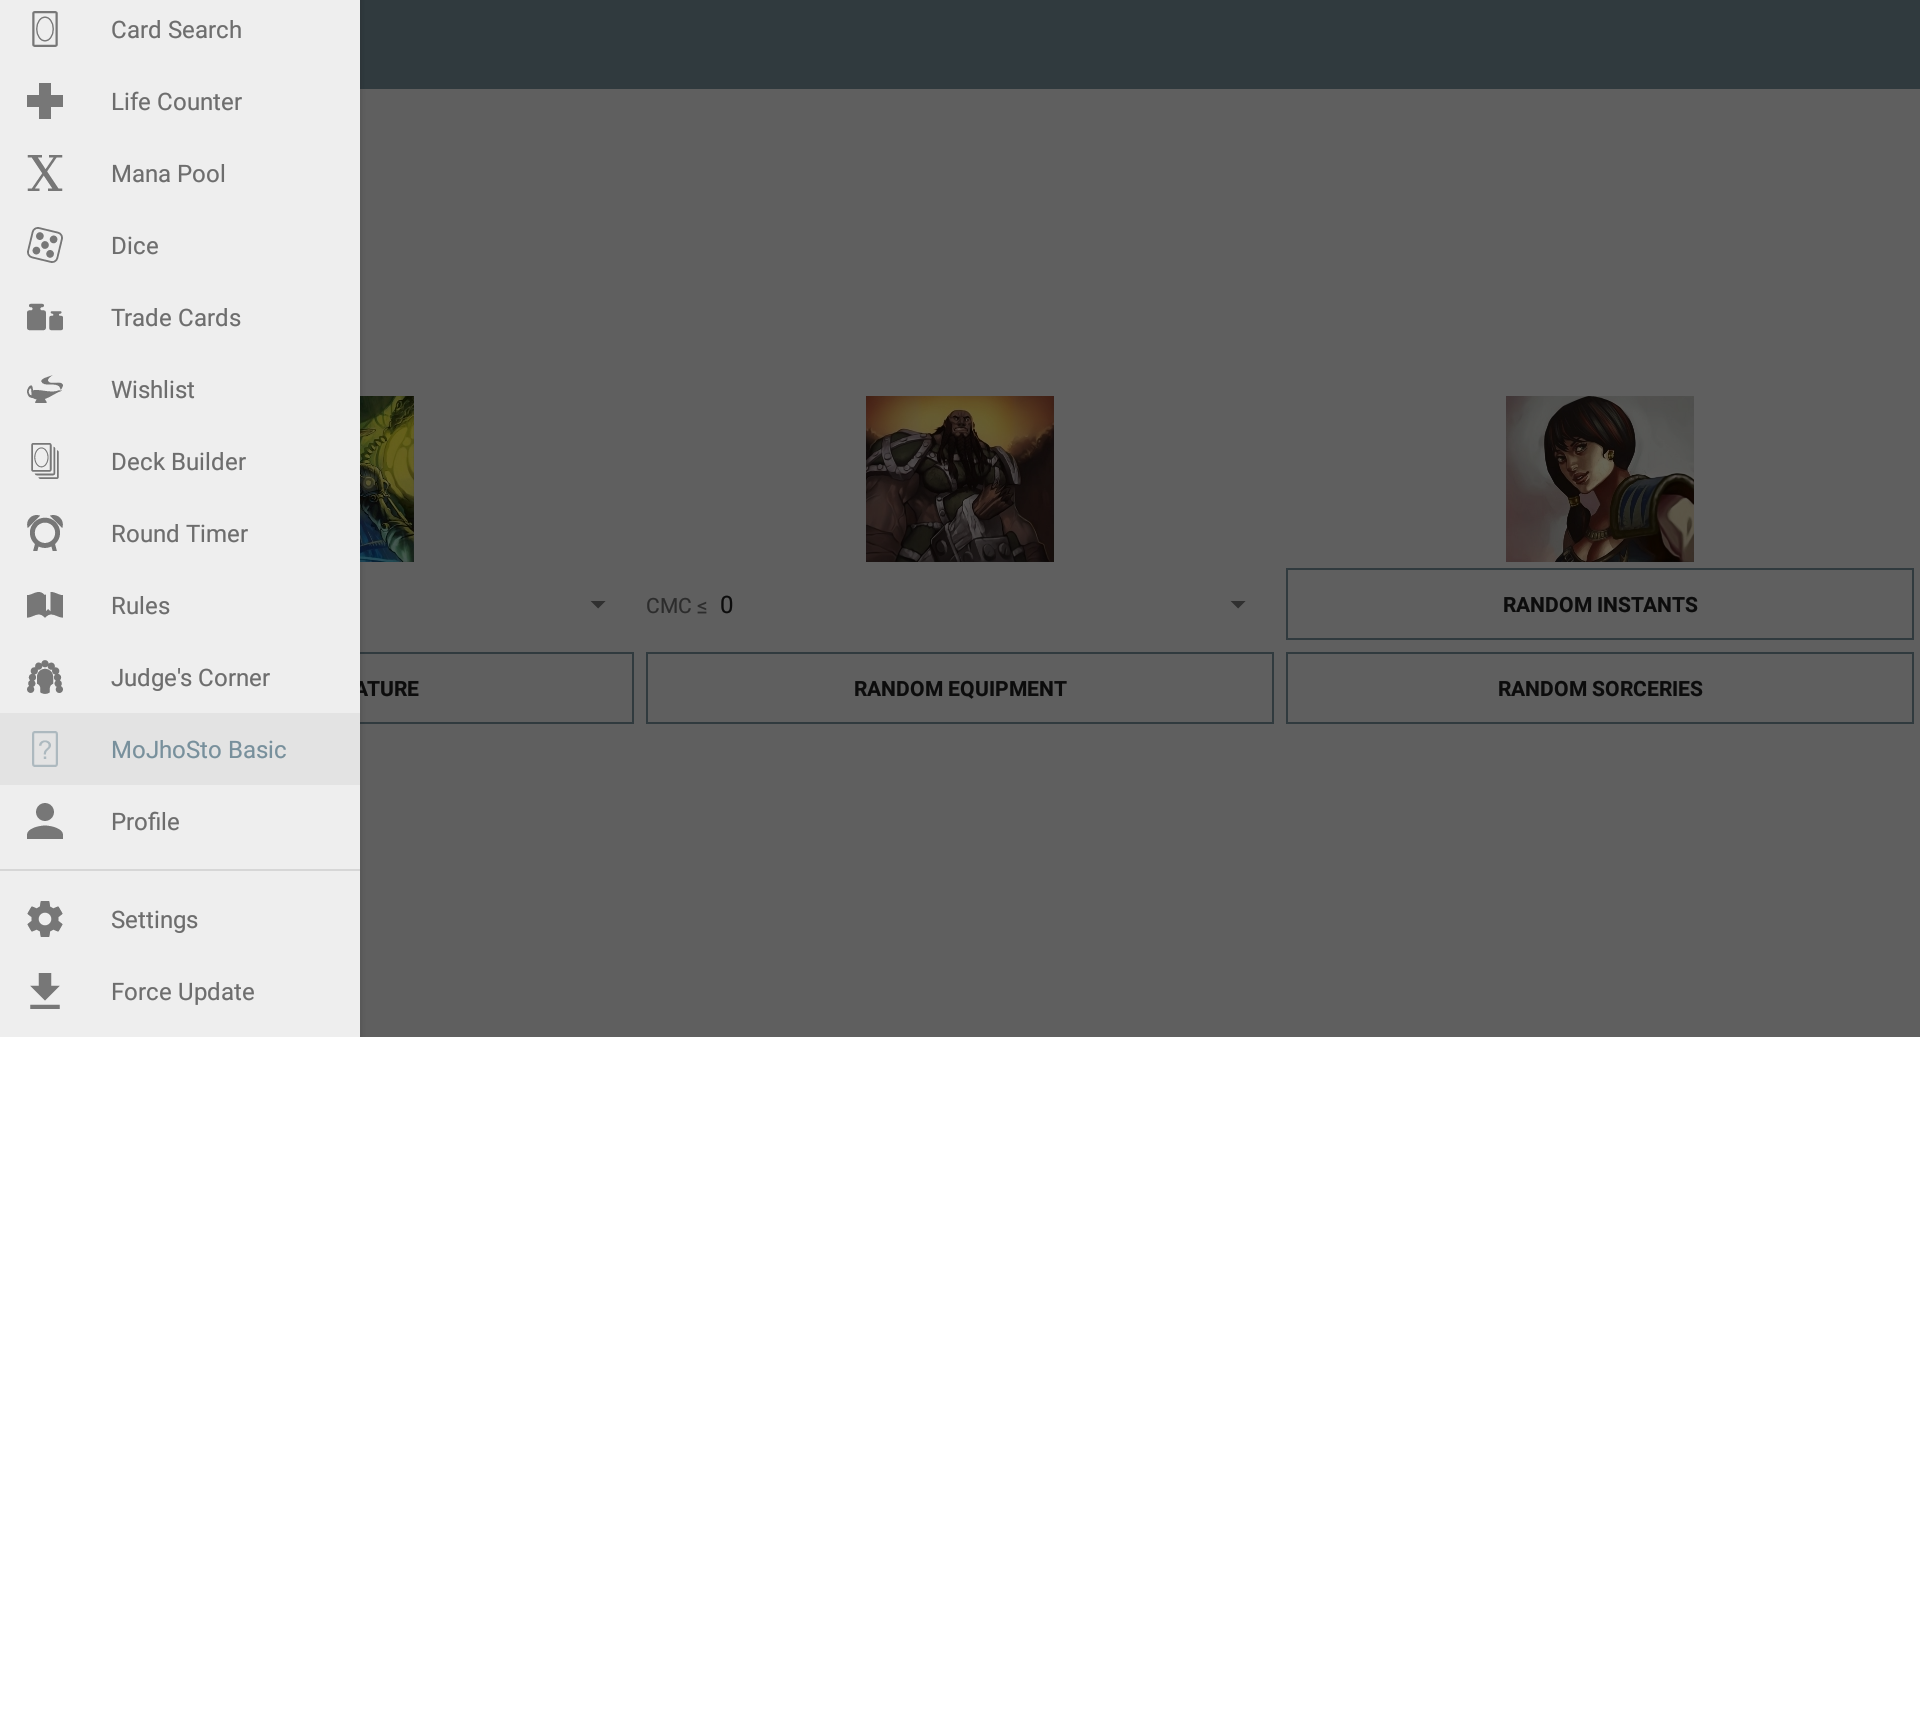 Card Search
Life Counter
Mana Pool
Dice
Trade Cards
Wishlist
Deck Builder
Round Timer
Rules
Judge's Corner
MoJhoSto Basic
Profile
Settings
Force Update
CMC ≤ 0
RANDOM INSTANTS
ATURE
RANDOM EQUIPMENT
RANDOM SORCERIES